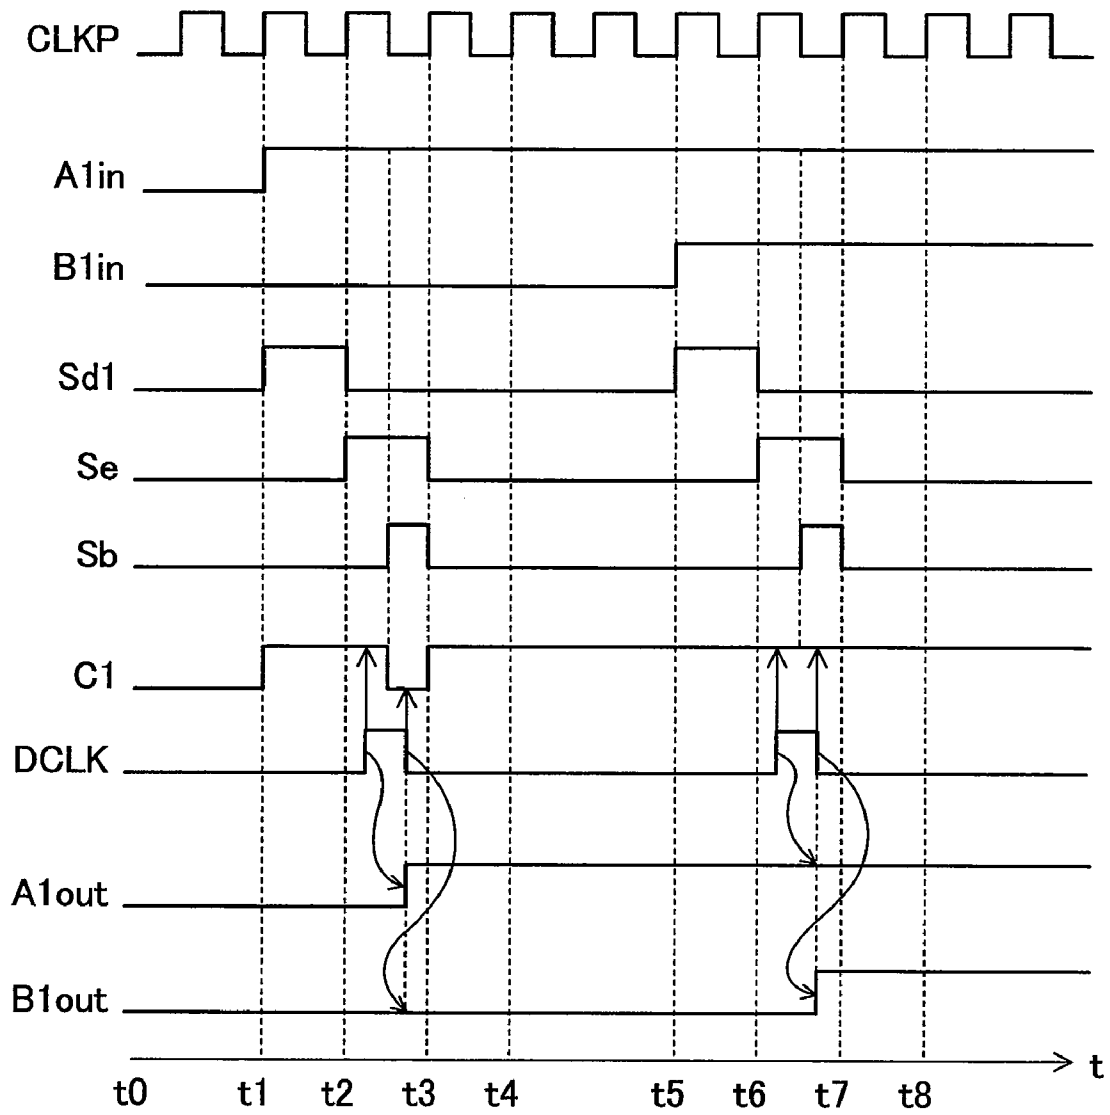 CLKP
A1in
B1in
Sd1
Se
Sb
C1
DCLK
A1out
B1out
t
t0 t1 t2 t3 t4 t5 t6 t7 t8